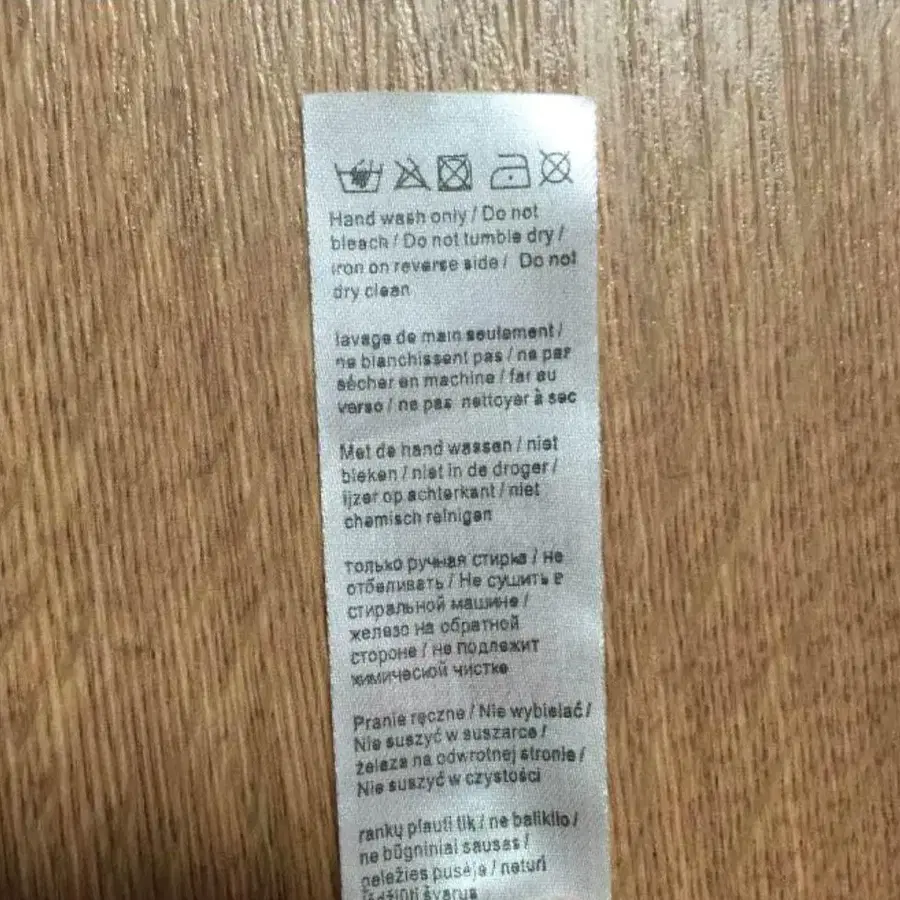 Hand wash only / Do not
bleach / Do not tumble dry /
iron on reverse side / Do not
dry clean
lavage de main seulement /
ne blanchissent pas / ne pas
sécher en machine / far au
verso / ne pas nettoyer à sec
Met de hand wassen / niet
bleken / niet in de droger /
ijzer op achterkant / niet
chemisch reinigen
только ручная стирка / не
отбеливать / Не сушить в
стиральной машине /
железо на обратной
стороне / не подлежит
химической чистке
Pranie ręczne / Nie wybielać /
Nie suszyć w suszarce /
żelaza na odwrotnej stronie /
Nie suszyć w czystości
rankų plauti tik / ne baliklio /
ne būgniniai sausas /
geležies pusėje / neturi
švarus